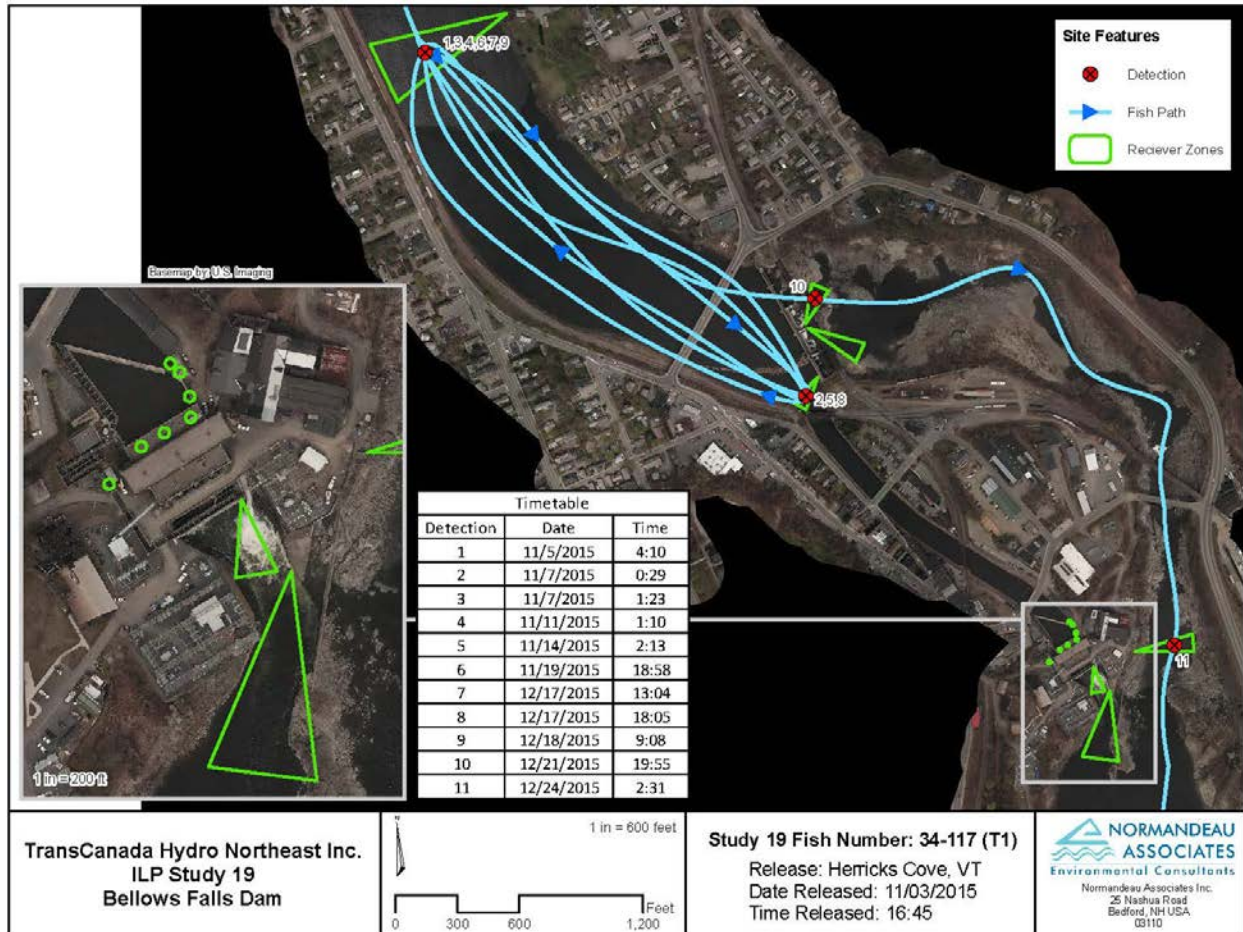 1,3,4,6,7,9
Site Features
Detection
Fish Path
Reciever Zones
Basemap by: U.S. Imaging
10
2,5,8
11
1 in = 200 ft
Timetable
Detection Date Time
1 11/5/2015 4:10
2 11/7/2015 0:29
3 11/7/2015 1:23
4 11/11/2015 1:10
5 11/14/2015 2:13
6 11/19/2015 18:58
7 12/17/2015 13:04
8 12/17/2015 18:05
9 12/18/2015 9:08
10 12/21/2015 19:55
11 12/24/2015 2:31
TransCanada Hydro Northeast Inc.
ILP Study 19
Bellows Falls Dam
1 in = 600 feet
Feet
0 300 600 1,200
Study 19 Fish Number: 34-117 (T1)
Release: Herricks Cove, VT
Date Released: 11/03/2015
Time Released: 16:45
NORMANDEAU
ASSOCIATES
Environmental Consultants
Normandeau Associates Inc.
25 Nashua Road
Bedford, NH USA
03110